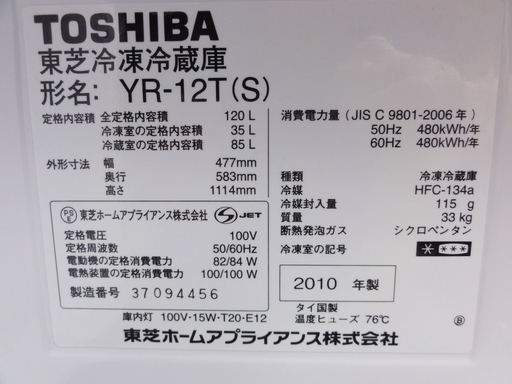 TOSHIBA
東芝冷凍冷蔵庫
形名: YR-12T(S)
定格内容積 全定格内容積 120 L
冷凍室の定格内容積 35 L
冷蔵室の定格内容積 85 L
外形寸法 幅 477mm
奥行 583mm
高さ 1114mm
PS E 東芝ホームアプライアンス株式会社 S JET
定格電圧 100V
定格周波数 50/60Hz
電動機の定格消費電力 82/84 W
電熱装置の定格消費電力 100/100 W
製造番号 37094456
消費電力量 (JIS C 9801-2006年)
50Hz 480kWh/年
60Hz 480kWh/年
種類 冷凍冷蔵庫
冷媒 HFC-134a
冷媒封入量 115 g
質量 33 kg
断熱発泡ガス シクロペンタン
冷凍室の記号 * ***
2010 年製
タイ国製
庫内灯 100V・15W・T20・E12 温度ヒューズ 76℃ Ⓑ
東芝ホームアプライアンス株式会社